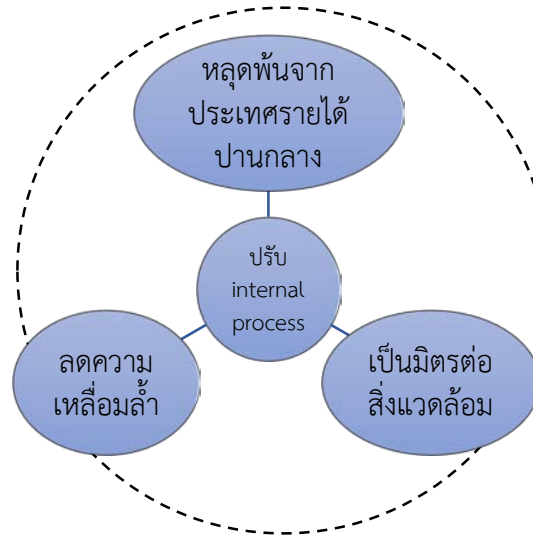 หลุดพ้นจาก
ประเทศรายได้
ปานกลาง
ปรับ
internal
process
ลดความ
เหลื่อมล้ำ
เป็นมิตรต่อ
สิ่งแวดล้อม